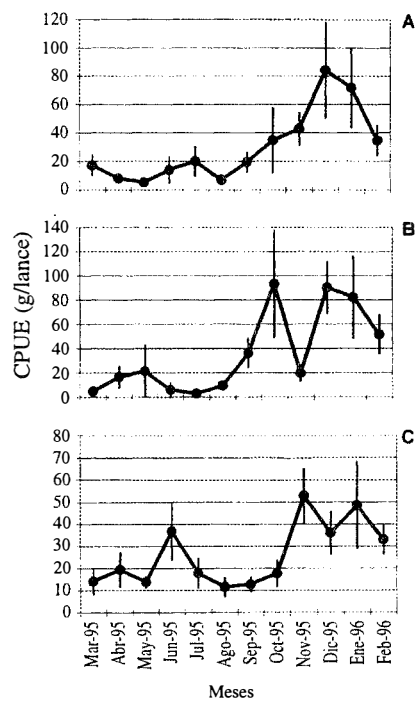 A
120
100
80
60
40
20
0
B
140
120
100
80
60
40
20
0
CPUE (g/lance)
C
80
70
60
50
40
30
20
10
0
Mar-95
Abr-95
May-95
Jun-95
Jul-95
Ago-95
Sep-95
Oct-95
Nov-95
Dic-95
Ene-96
Feb-96
Meses